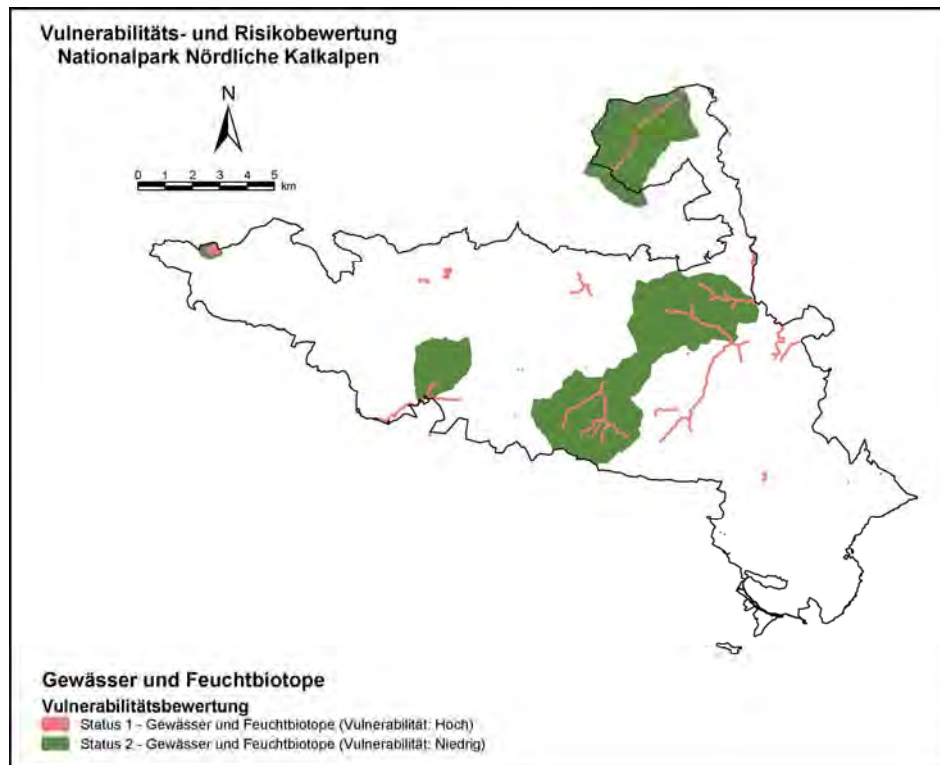 Vulnerabilitäts- und Risikobewertung
Nationalpark Nördliche Kalkalpen
N
0 1 2 3 4 5
km
Gewässer und Feuchtbiotope
Vulnerabilitätsbewertung
Status 1 - Gewässer und Feuchtbiotope (Vulnerabilität: Hoch)
Status 2 - Gewässer und Feuchtbiotope (Vulnerabilität: Niedrig)